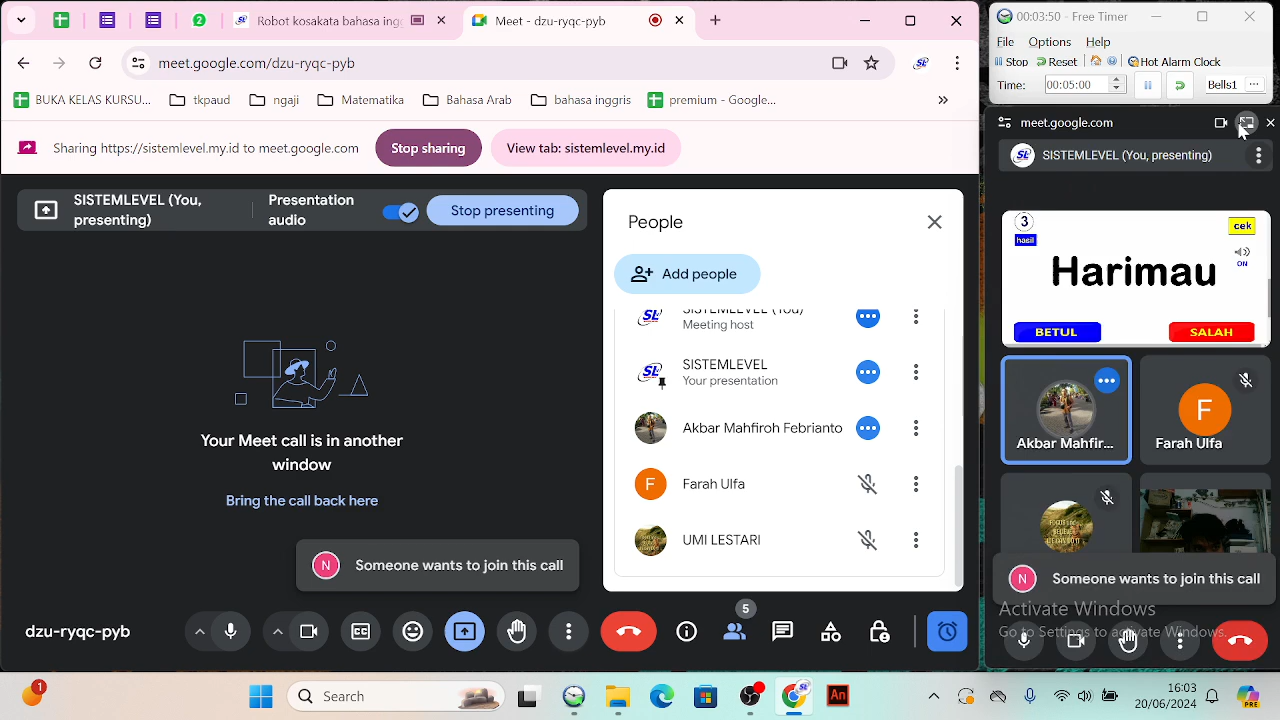 2
Robot kosakata bahasa ingg
Meet - dzu-ryqc-pyb
meet.google.com/dzu-ryqc-pyb
BUKA KELAS KURSU...
tkpaud
ngaji
Matematika
Bahasa Arab
bahasa inggris
premium - Google...
Sharing https://sistemlevel.my.id to meet.google.com
Stop sharing
View tab: sistemlevel.my.id
SISTEMLEVEL (You, presenting)
Presentation audio
Stop presenting
Your Meet call is in another window
Bring the call back here
People
Add people
SISTEMLEVEL (You)
Meeting host
SISTEMLEVEL
Your presentation
Akbar Mahfiroh Febrianto
F
Farah Ulfa
UMI LESTARI
N
Someone wants to join this call
dzu-ryqc-pyb
5
00:03:50 - Free Timer
File
Options
Help
Stop
Reset
Hot Alarm Clock
Time:
00:05:00
Bells1
...
meet.google.com
SISTEMLEVEL (You, presenting)
3
hasil
cek
ON
Harimau
BETUL
SALAH
Akbar Mahfir...
F
Farah Ulfa
N
Someone wants to join this call
Activate Windows
Go to Settings to activate Windows.
1
Search
An
16:03
20/06/2024
PRE